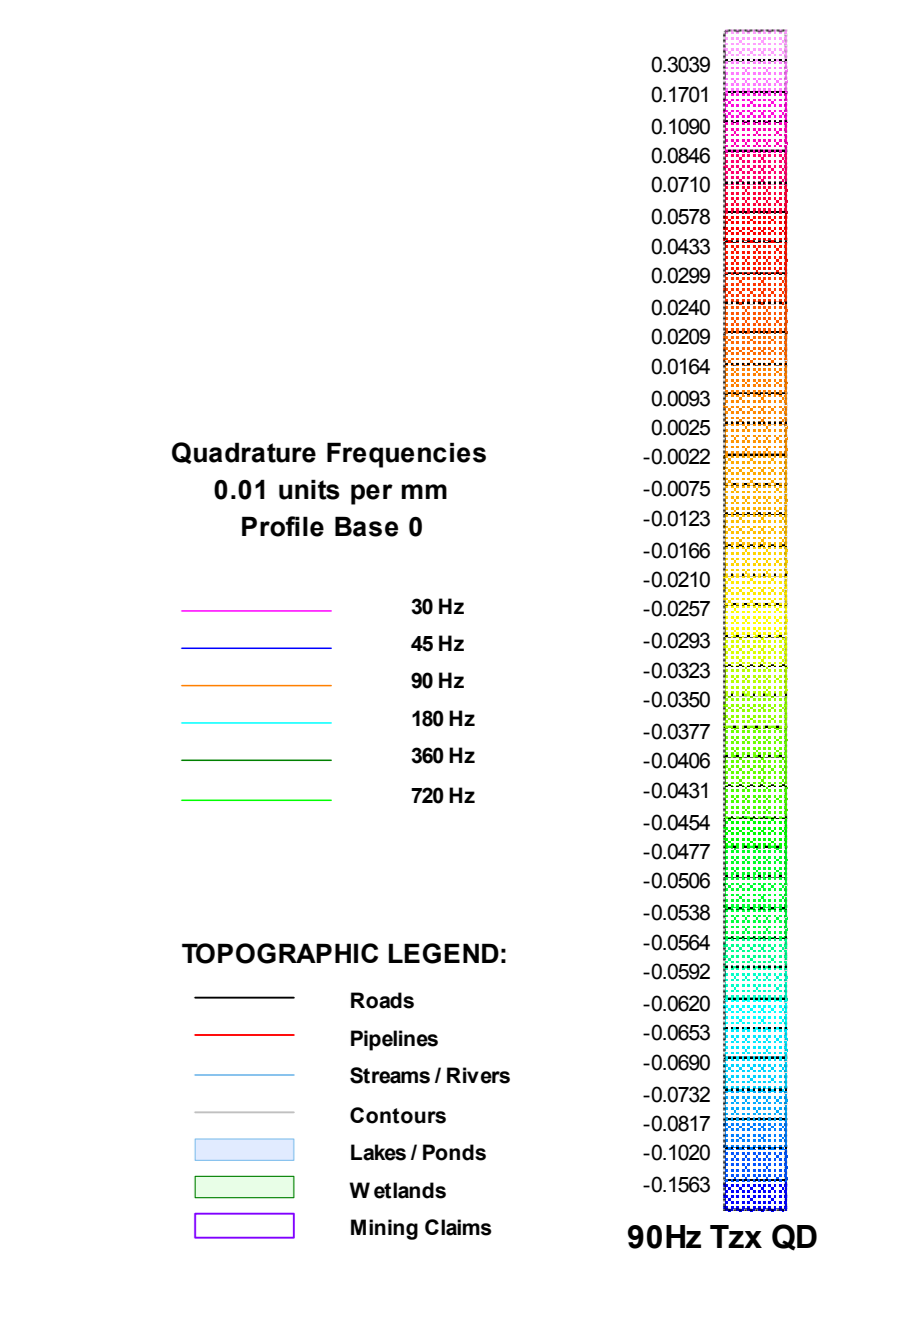 Quadrature Frequencies
0.01 units per mm
Profile Base 0
30 Hz
45 Hz
90 Hz
180 Hz
360 Hz
720 Hz
TOPOGRAPHIC LEGEND:
Roads
Pipelines
Streams / Rivers
Contours
Lakes / Ponds
Wetlands
Mining Claims
0.3039
0.1701
0.1090
0.0846
0.0710
0.0578
0.0433
0.0299
0.0240
0.0209
0.0164
0.0093
0.0025
-0.0022
-0.0075
-0.0123
-0.0166
-0.0210
-0.0257
-0.0293
-0.0323
-0.0350
-0.0377
-0.0406
-0.0431
-0.0454
-0.0477
-0.0506
-0.0538
-0.0564
-0.0592
-0.0620
-0.0653
-0.0690
-0.0732
-0.0817
-0.1020
-0.1563
90Hz Tzx QD